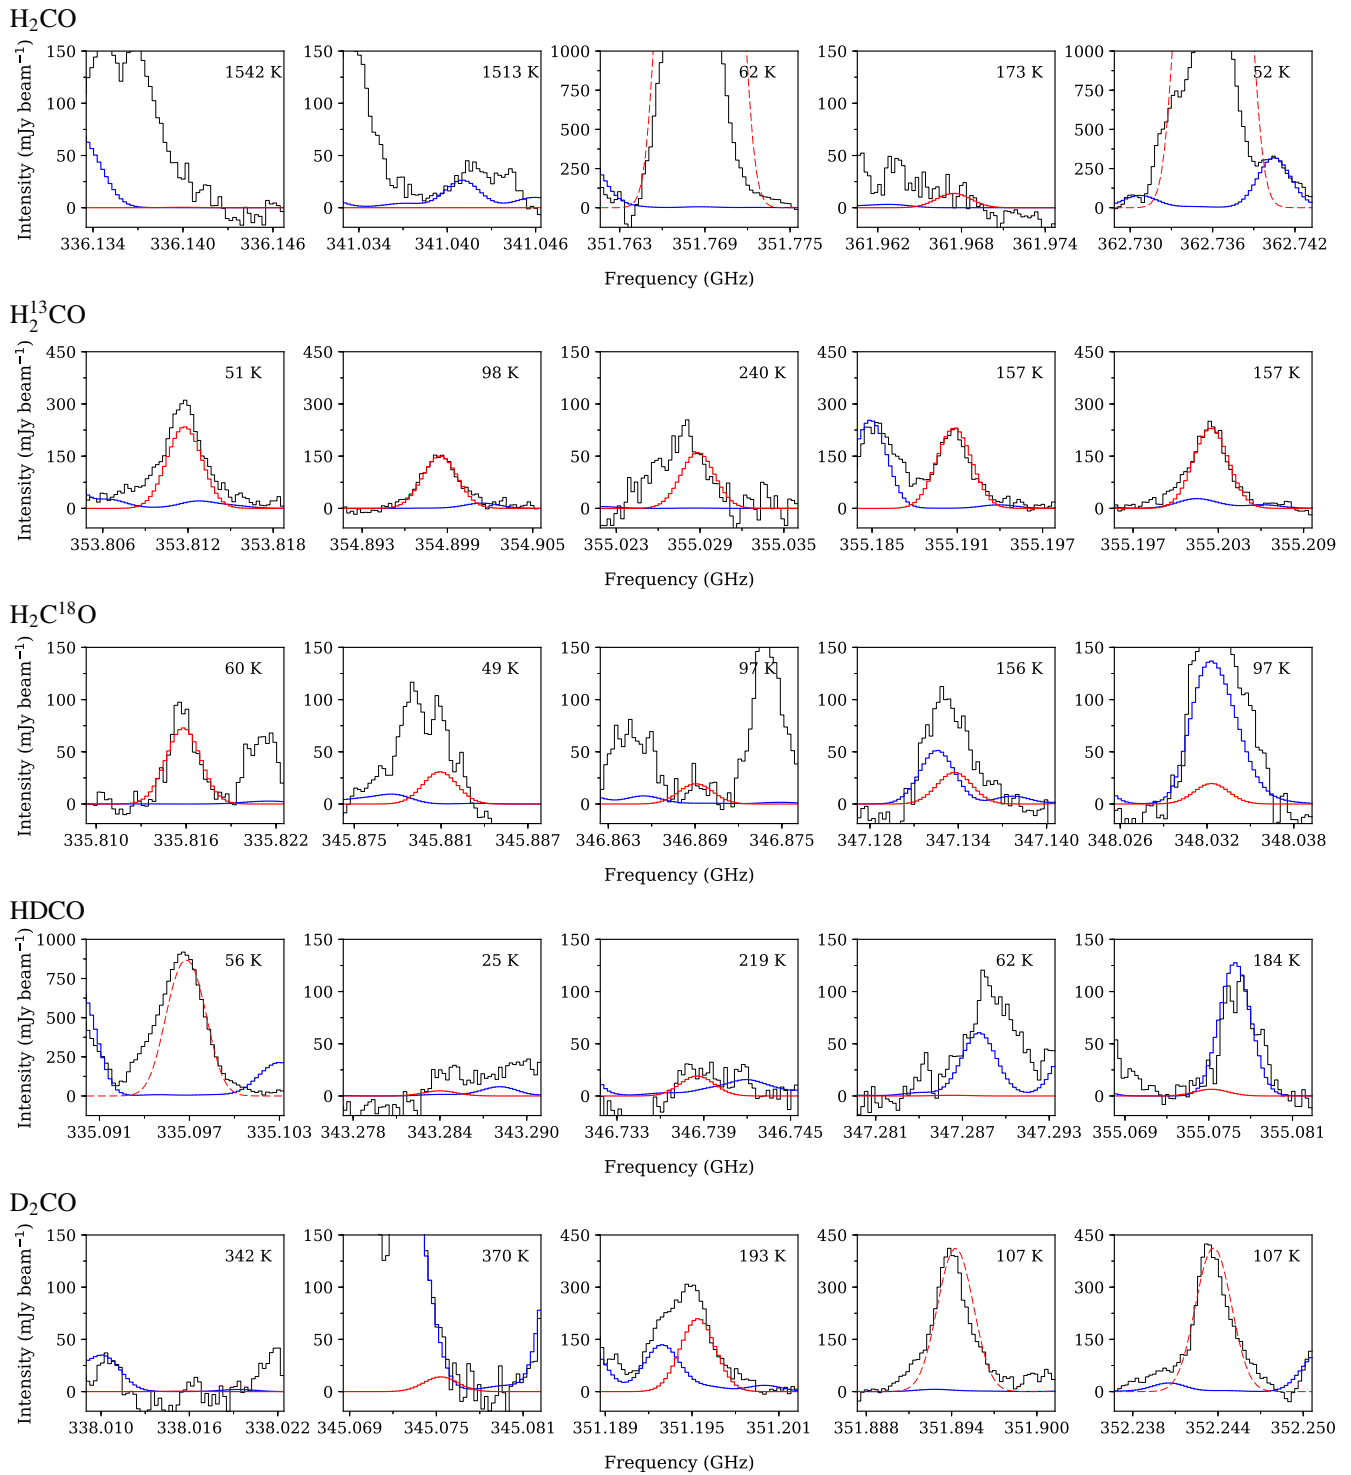 H₂CO
Intensity (mJy beam⁻¹)
150
100
50
0
1542 K
336.134 336.140 336.146
150
100
50
0
1513 K
341.034 341.040 341.046
1000
750
500
250
0
62 K
351.763 351.769 351.775
150
100
50
0
173 K
361.962 361.968 361.974
1000
750
500
250
0
52 K
362.730 362.736 362.742
Frequency (GHz)
H₂¹³CO
Intensity (mJy beam⁻¹)
450
300
150
0
51 K
353.806 353.812 353.818
450
300
150
0
98 K
354.893 354.899 354.905
150
100
50
0
240 K
355.023 355.029 355.035
450
300
150
0
157 K
355.185 355.191 355.197
450
300
150
0
157 K
355.197 355.203 355.209
Frequency (GHz)
H₂C¹⁸O
Intensity (mJy beam⁻¹)
150
100
50
0
60 K
335.810 335.816 335.822
150
100
50
0
49 K
345.875 345.881 345.887
150
100
50
0
97 K
346.863 346.869 346.875
150
100
50
0
156 K
347.128 347.134 347.140
150
100
50
0
97 K
348.026 348.032 348.038
Frequency (GHz)
HDCO
Intensity (mJy beam⁻¹)
1000
750
500
250
0
56 K
335.091 335.097 335.103
150
100
50
0
25 K
343.278 343.284 343.290
150
100
50
0
219 K
346.733 346.739 346.745
150
100
50
0
62 K
347.281 347.287 347.293
150
100
50
0
184 K
355.069 355.075 355.081
Frequency (GHz)
D₂CO
Intensity (mJy beam⁻¹)
150
100
50
0
342 K
338.010 338.016 338.022
150
100
50
0
370 K
345.069 345.075 345.081
450
300
150
0
193 K
351.189 351.195 351.201
450
300
150
0
107 K
351.888 351.894 351.900
450
300
150
0
107 K
352.238 352.244 352.250
Frequency (GHz)